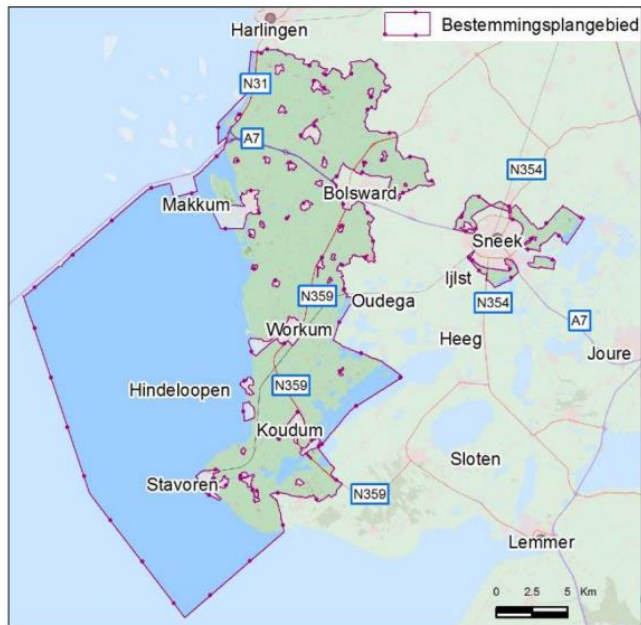 Harlingen
Bestemmingsplangebied
N31
A7
N354
Makkum
Bolsward
Sneek
Ijlst
N359
Oudega
N354
A7
Workum
Heeg
Joure
Hindeloopen
N359
Koudum
Sloten
Stavoren
N359
Lemmer
0 2.5 5 Km